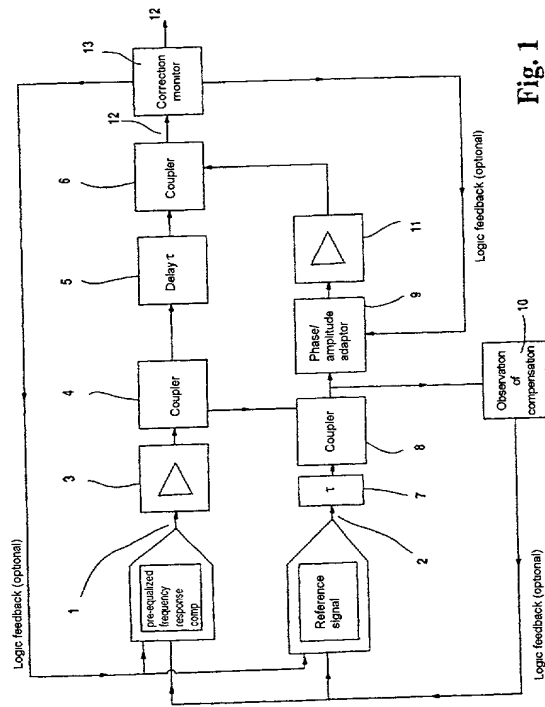 Logic feedback (optional)
1
pre-equalized
frequency
response
comp
3
4
Coupler
5
Delay τ
6
Coupler
12
13
Correction
monitor
12
Reference
signal
2
7
τ
8
Coupler
9
Phase/
amplitude
adaptor
11
Logic feedback (optional)
10
Observation
of
compensation
Logic feedback (optional)
Fig. 1